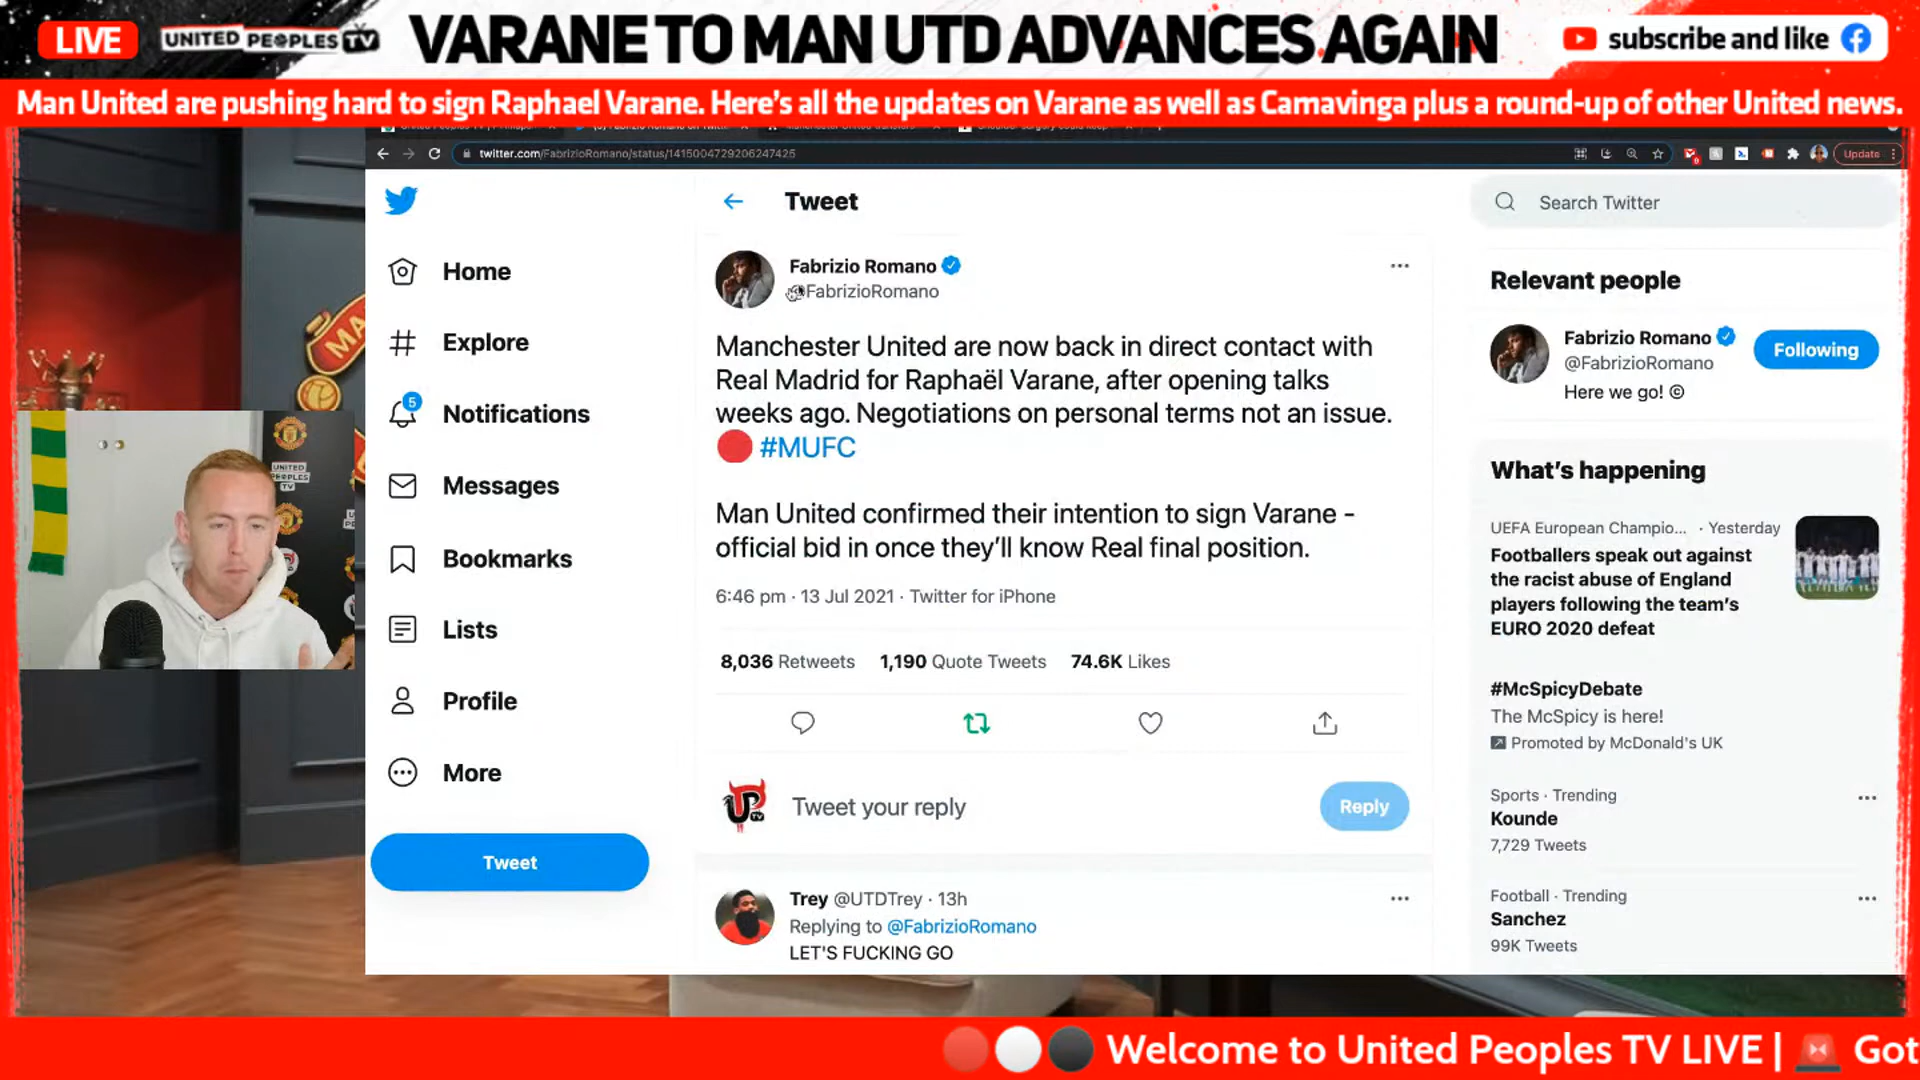 LIVE
UNITED PEOPLES TV
VARANE TO MAN UTD ADVANCES AGAIN
subscribe and like
Man United are pushing hard to sign Raphael Varane. Here's all the updates on Varane as well as Camavinga plus a round-up of other United news.
twitter.com/FabrizioRomano/status/1415004729206247425
Update
Home
Explore
5
Notifications
Messages
Bookmarks
Lists
Profile
More
Tweet
Tweet
Fabrizio Romano
@FabrizioRomano
Manchester United are now back in direct contact with
Real Madrid for Raphaël Varane, after opening talks
weeks ago. Negotiations on personal terms not an issue.
🔴 #MUFC
Man United confirmed their intention to sign Varane -
official bid in once they'll know Real final position.
6:46 pm · 13 Jul 2021 · Twitter for iPhone
8,036 Retweets 1,190 Quote Tweets 74.6K Likes
Tweet your reply
Reply
Trey @UTDTrey · 13h
Replying to @FabrizioRomano
LET'S FUCKING GO
Search Twitter
Relevant people
Fabrizio Romano
@FabrizioRomano
Following
Here we go! ©
What's happening
UEFA European Champio... · Yesterday
Footballers speak out against
the racist abuse of England
players following the team's
EURO 2020 defeat
#McSpicyDebate
The McSpicy is here!
Promoted by McDonald's UK
Sports · Trending
Kounde
7,729 Tweets
Football · Trending
Sanchez
99K Tweets
MA
UNITED
PEOPLES
TV
UP
TV
Welcome to United Peoples TV LIVE | 🚨 Got